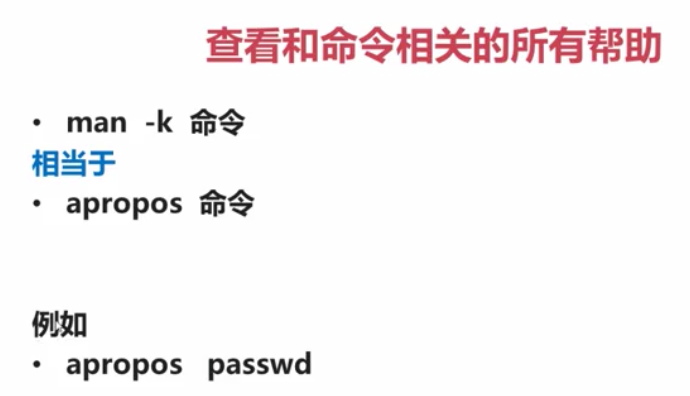 查看和命令相关的所有帮助
• man -k 命令
相当于
• apropos 命令
例如
• apropos passwd